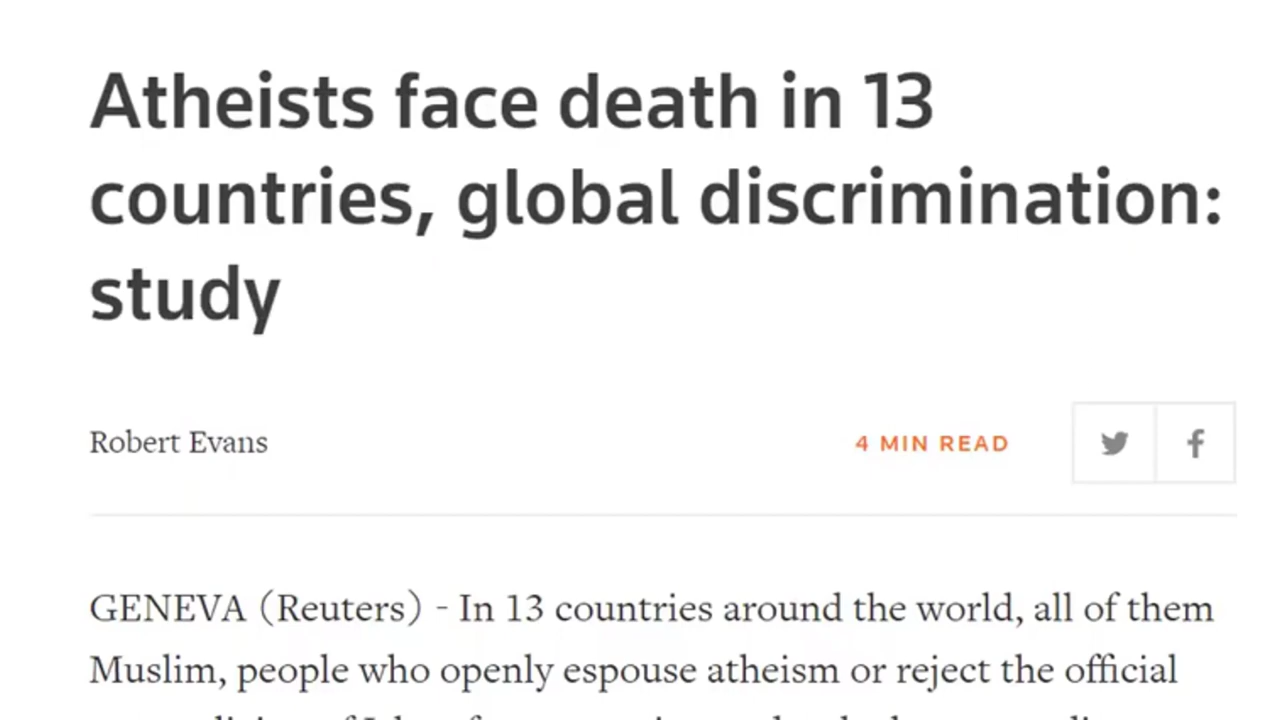 Atheists face death in 13
countries, global discrimination:
study
Robert Evans
4 MIN READ
GENEVA (Reuters) - In 13 countries around the world, all of them
Muslim, people who openly espouse atheism or reject the official